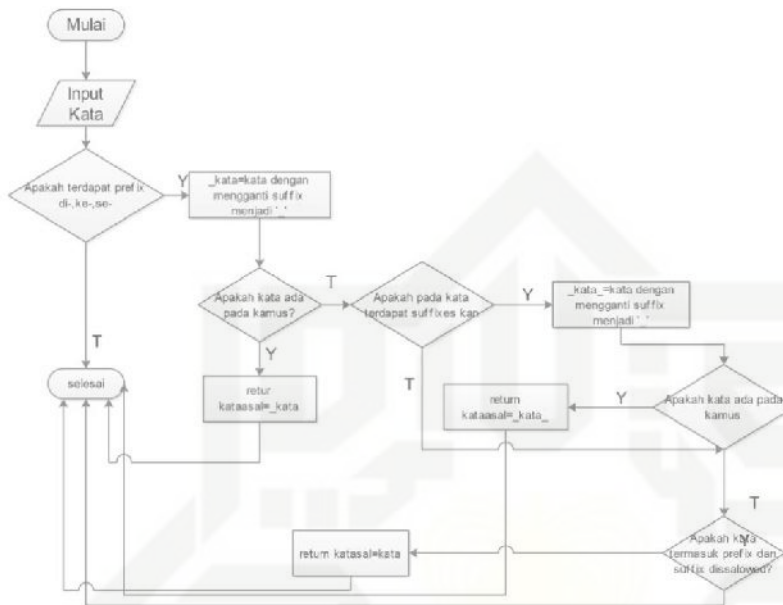 Mulai
Input
Kata
Apakah terdapat prefix
di-,ke-,se-
Y
_kata=kata dengan
mengganti suffix
menjadi '_'
T
Apakah kata ada
pada kamus?
T
Apakah pada kata
terdapat suffixes kan
Y
_kata_=kata dengan
mengganti suffix
menjadi '_'
Y
T
selesai
retur
kataasal=_kata
return
kataasal=_kata_
Y
Apakah kata ada pada
kamus
T
return katasal=kata
Y
Apakah kata
termasuk prefix dan
suffix dissalowed?